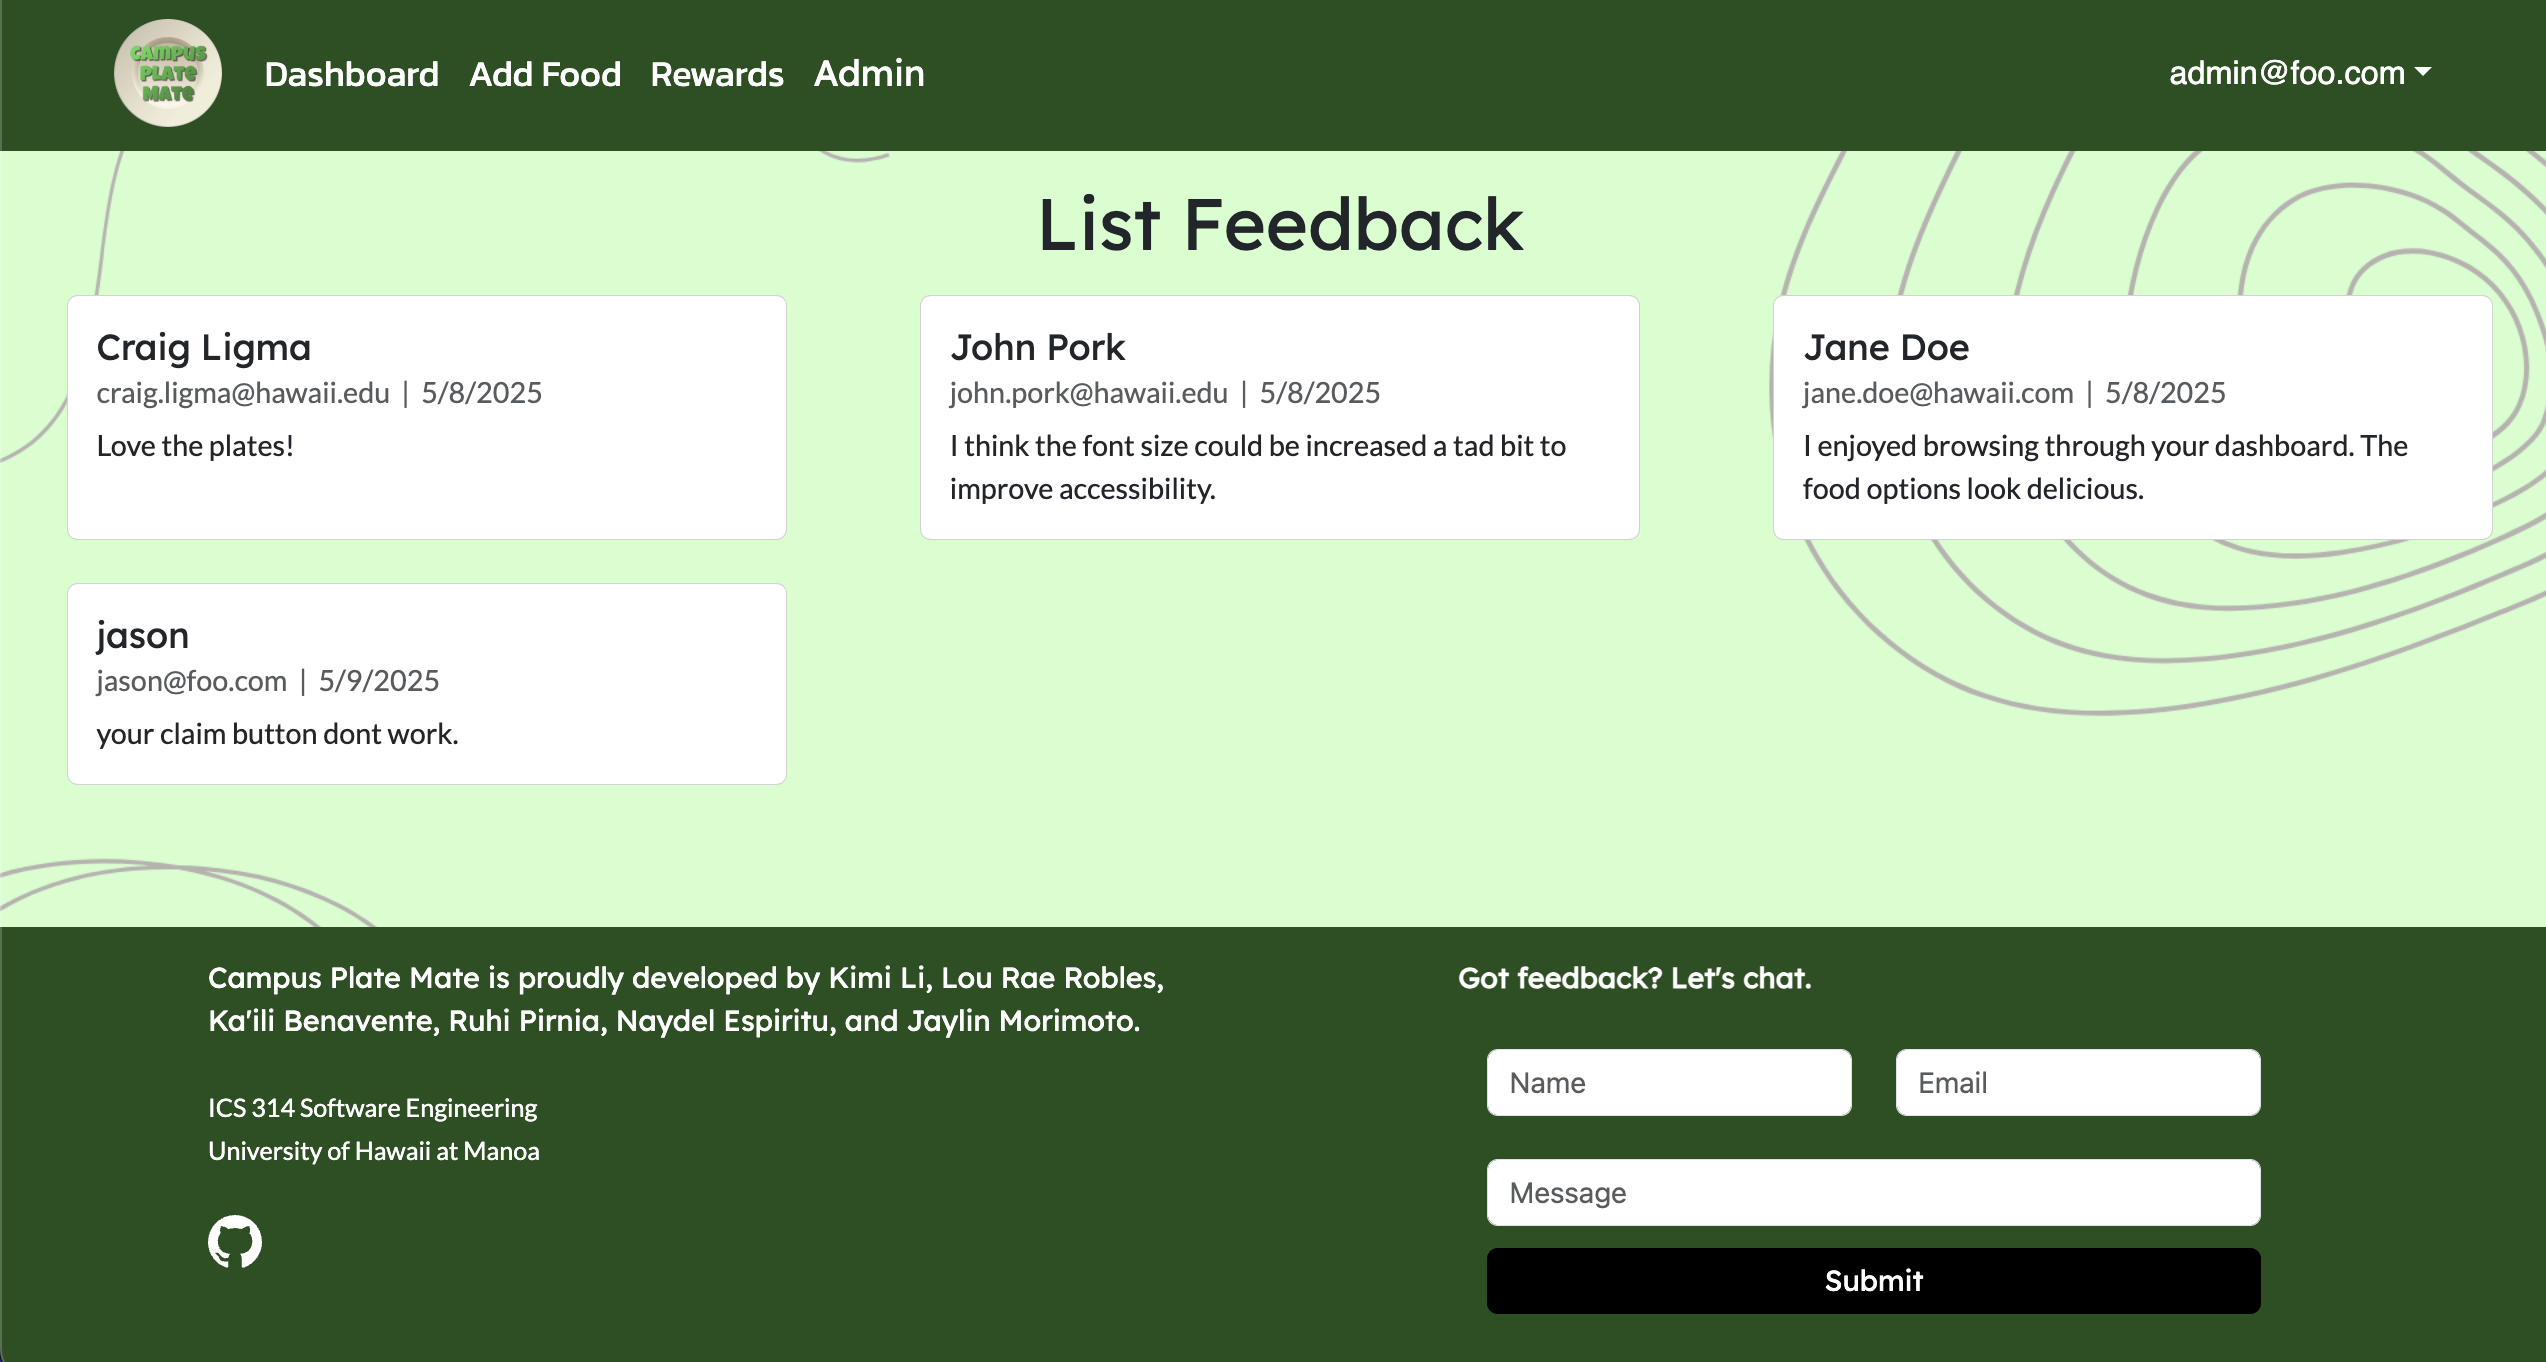 CAMPUS
PLATE
MATE
Dashboard Add Food Rewards Admin
admin@foo.com
List Feedback
Craig Ligma
craig.ligma@hawaii.edu | 5/8/2025
Love the plates!
John Pork
john.pork@hawaii.edu | 5/8/2025
I think the font size could be increased a tad bit to
improve accessibility.
Jane Doe
jane.doe@hawaii.com | 5/8/2025
I enjoyed browsing through your dashboard. The
food options look delicious.
jason
jason@foo.com | 5/9/2025
your claim button dont work.
Campus Plate Mate is proudly developed by Kimi Li, Lou Rae Robles,
Ka'ili Benavente, Ruhi Pirnia, Naydel Espiritu, and Jaylin Morimoto.
ICS 314 Software Engineering
University of Hawaii at Manoa
Got feedback? Let's chat.
Name
Email
Message
Submit